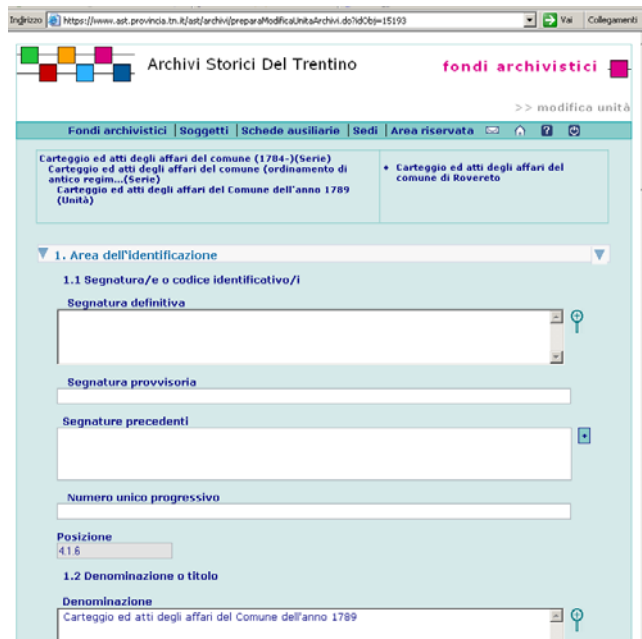 Indirizzo https://www.ast.provincia.tn.it/ast/archivi/preparaModificaUnitaArchivi.do?idObj=15193 Vai Collegamenti
Archivi Storici Del Trentino
fondi archivistici
>> modifica unità
Fondi archivistici | Soggetti | Schede ausiliarie | Sedi | Area riservata
Carteggio ed atti degli affari del comune (1784-)(Serie)
Carteggio ed atti degli affari del comune (ordinamento di
antico regim...(Serie)
Carteggio ed atti degli affari del Comune dell'anno 1789
(Unità)
Carteggio ed atti degli affari del
comune di Rovereto
1. Area dell'identificazione
1.1 Segnatura/e o codice identificativo/i
Segnatura definitiva
Segnatura provvisoria
Segnature precedenti
Numero unico progressivo
Posizione
4.1.6
1.2 Denominazione o titolo
Denominazione
Carteggio ed atti degli affari del Comune dell'anno 1789